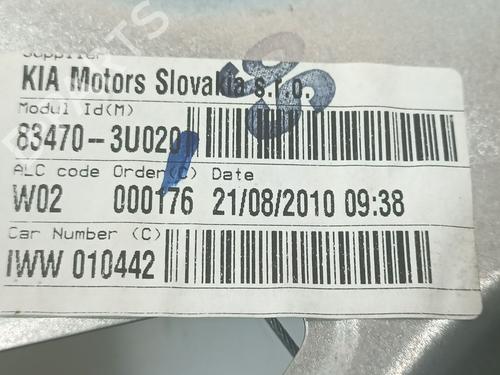 Supplier
KIA Motors Slovakia s.r.o.
Modul Id(M)
83470-3U020
ALC code Order(O) Date
W02 000176 21/08/2010 09:38
Car Number (C)
IWW 010442